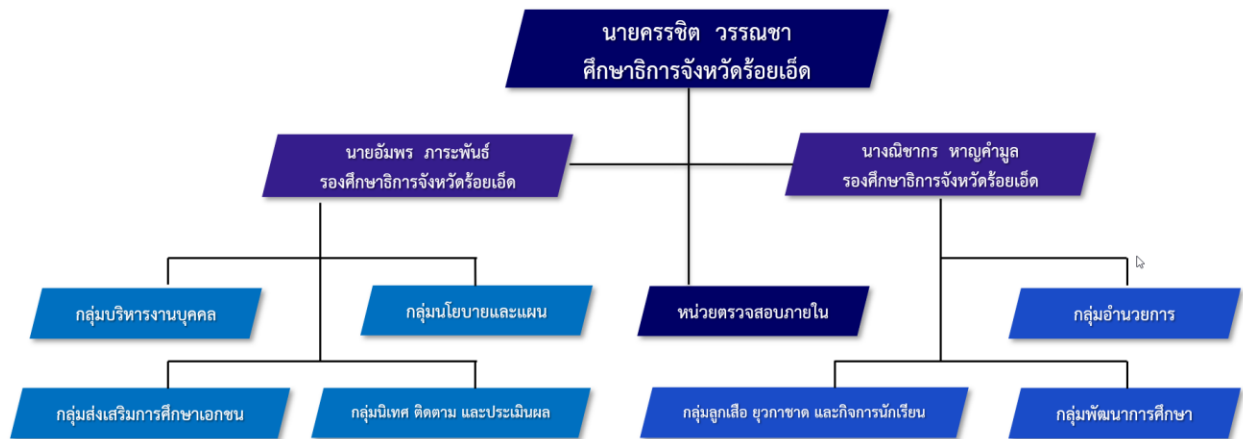 นายครรชิต วรรณชา
ศึกษาธิการจังหวัดร้อยเอ็ด
นายอัมพร ภาระพันธ์
รองศึกษาธิการจังหวัดร้อยเอ็ด
นางณิชากร หาญคำมูล
รองศึกษาธิการจังหวัดร้อยเอ็ด
กลุ่มบริหารงานบุคคล
กลุ่มนโยบายและแผน
หน่วยตรวจสอบภายใน
กลุ่มอำนวยการ
กลุ่มส่งเสริมการศึกษาเอกชน
กลุ่มนิเทศ ติดตาม และประเมินผล
กลุ่มลูกเสือ ยุวกาชาด และกิจการนักเรียน
กลุ่มพัฒนาการศึกษา